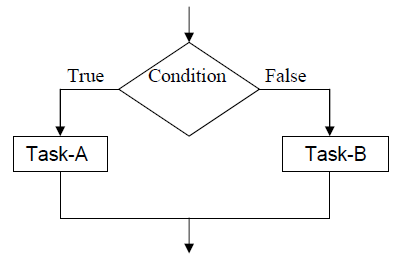 True
Condition
False
Task-A
Task-B